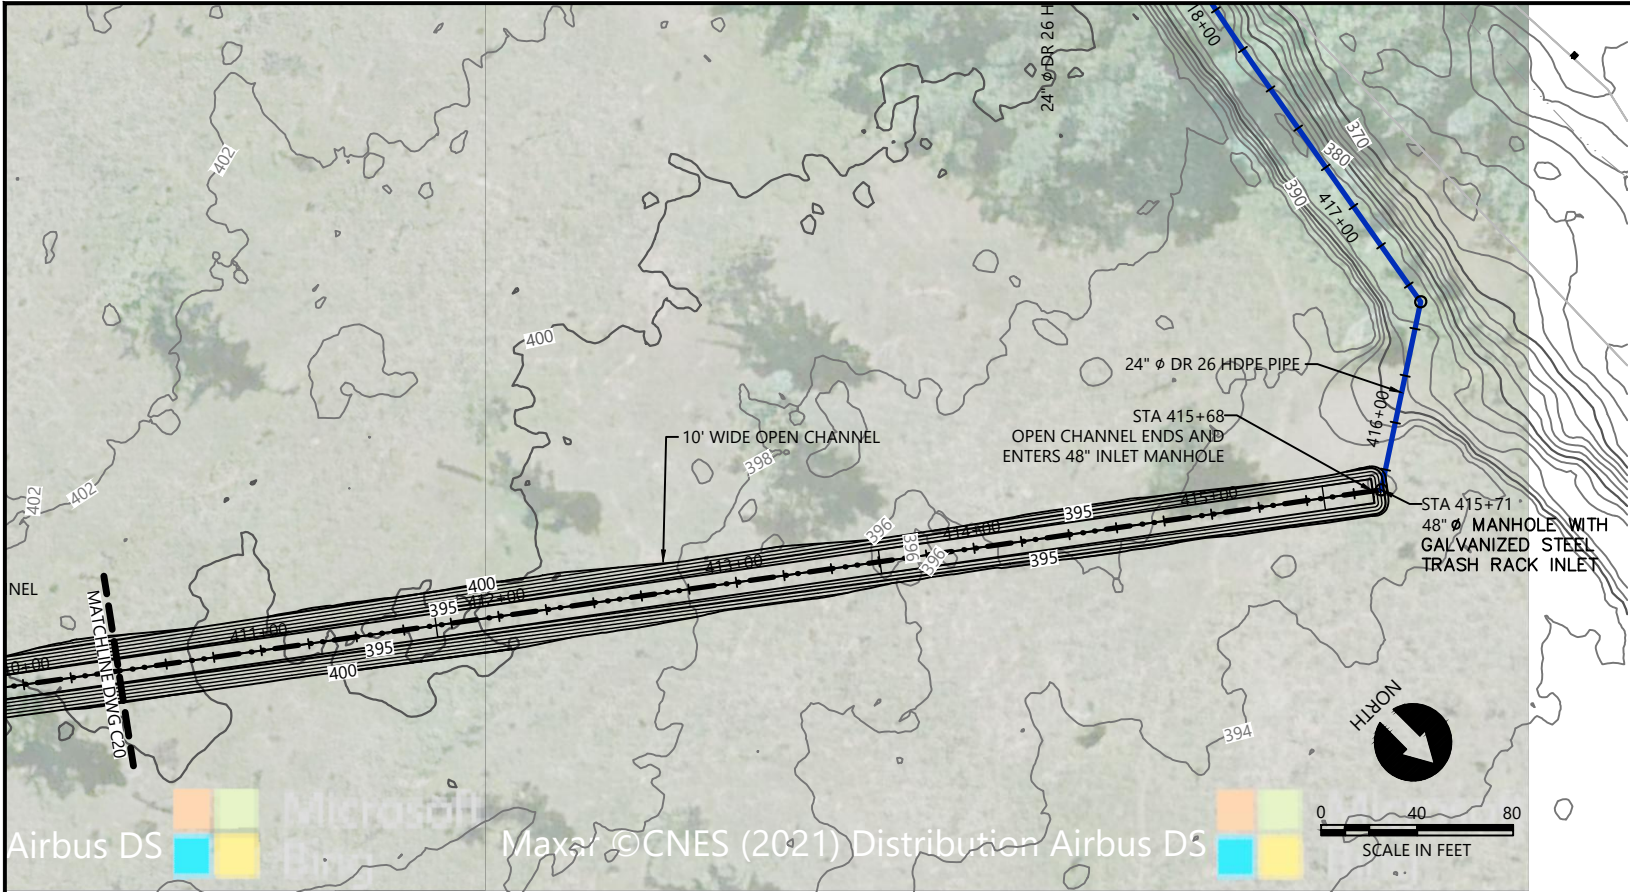 18+00
24" ø DR 26 H
402
370
380
390
417+00
400
24" ø DR 26 HDPE PIPE
416+00
STA 415+68
OPEN CHANNEL ENDS AND
ENTERS 48" INLET MANHOLE
10' WIDE OPEN CHANNEL
398
402
402
415+00
STA 415+71
48" ø MANHOLE WITH
GALVANIZED STEEL
TRASH RACK INLET
395
396
414+00
396
396
395
413+00
400
412+00
395
NEL
411+00
395
400
0+00
MATCHLINE DWG C20
394
NORTH
0 40 80
SCALE IN FEET
Microsoft
Airbus DS
Maxar ©CNES (2021) Distribution Airbus DS